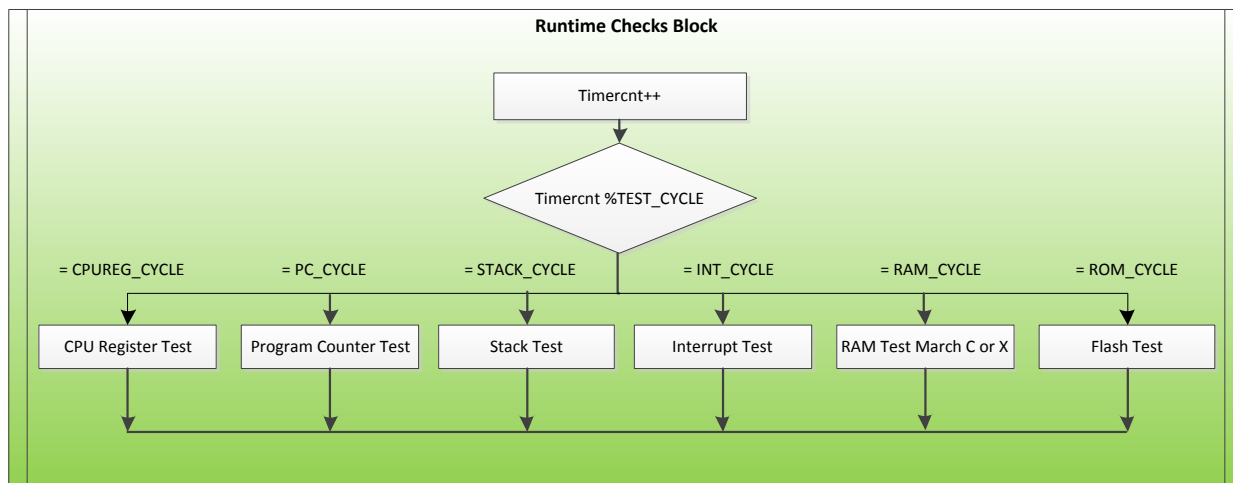 Runtime Checks Block
Timercnt++
Timercnt %TEST_CYCLE
= CPUREG_CYCLE
= PC_CYCLE
= STACK_CYCLE
= INT_CYCLE
= RAM_CYCLE
= ROM_CYCLE
CPU Register Test
Program Counter Test
Stack Test
Interrupt Test
RAM Test March C or X
Flash Test